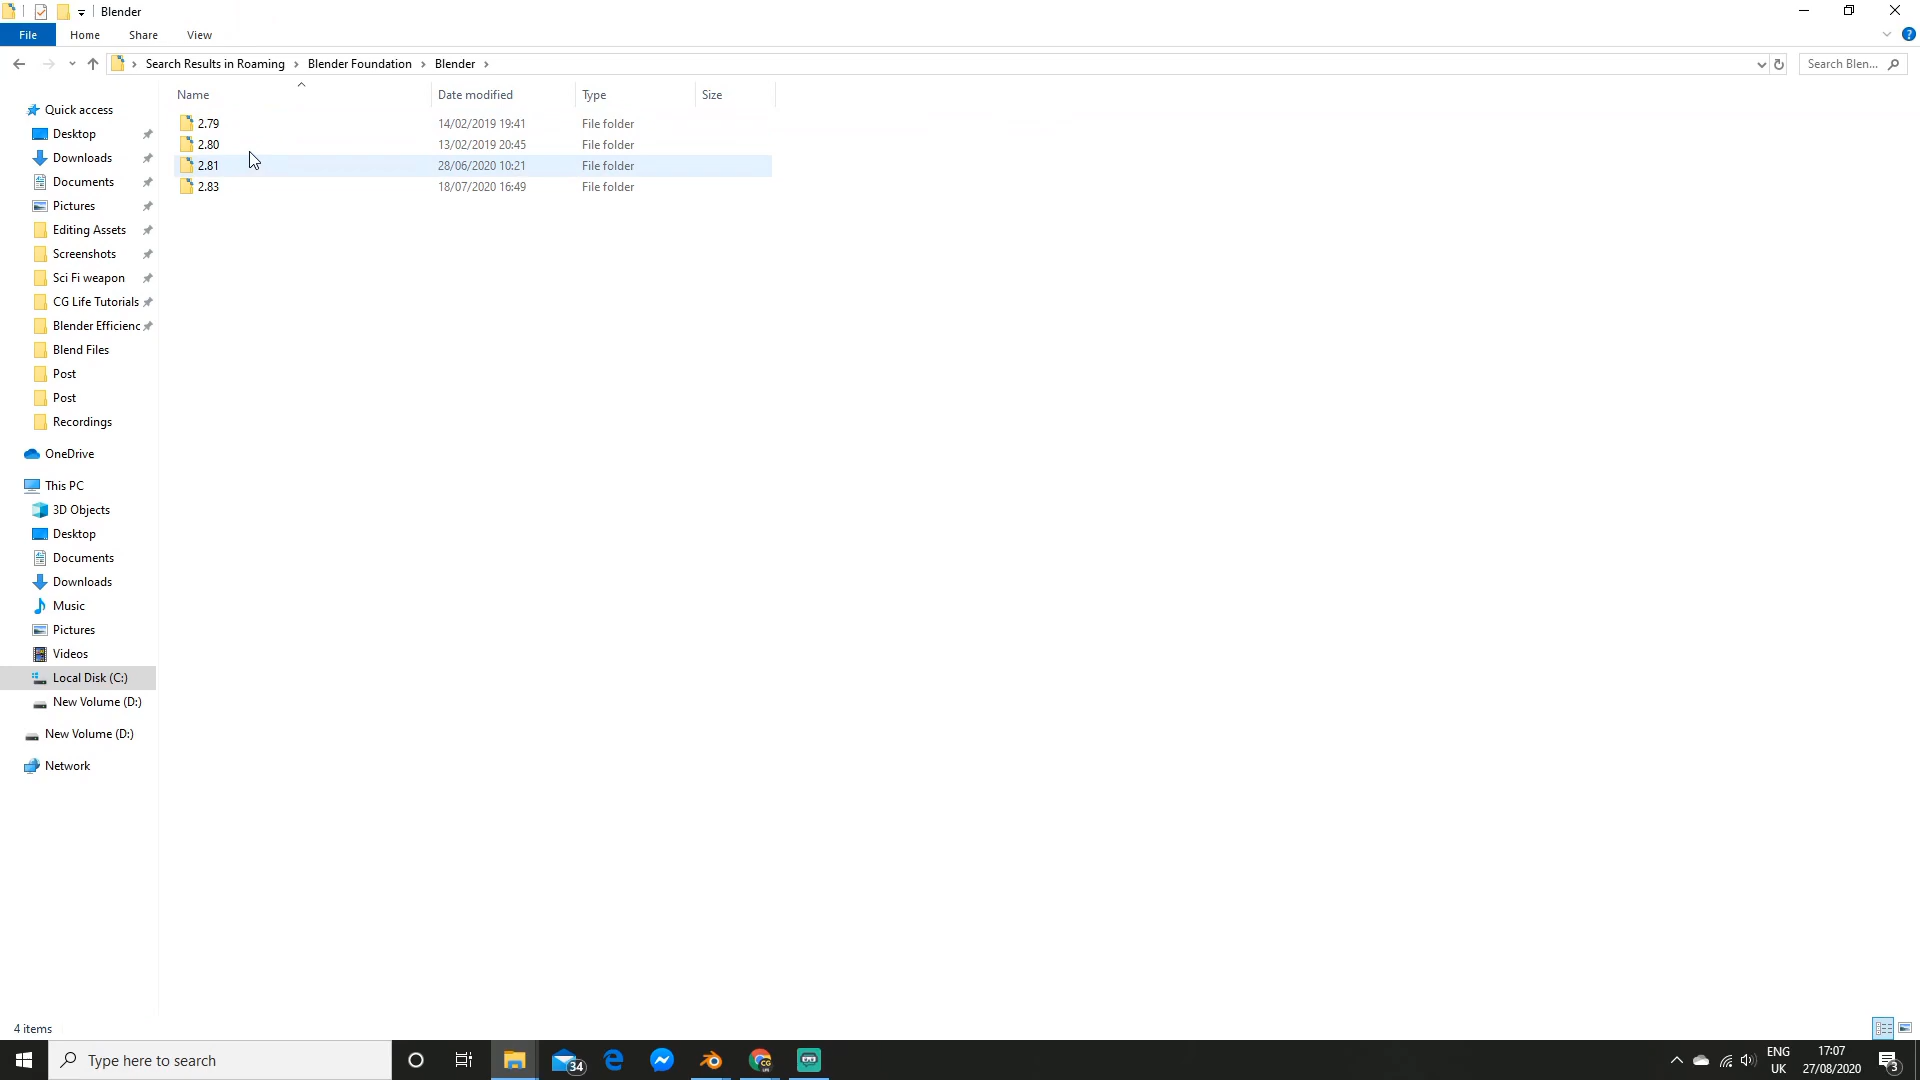 Blender
File
Home
Share
View
Search Results in Roaming
Blender Foundation
Blender
Search Blen...
Name
Date modified
Type
Size
2.79
14/02/2019 19:41
File folder
2.80
13/02/2019 20:45
File folder
2.81
28/06/2020 10:21
File folder
2.83
18/07/2020 16:49
File folder
Quick access
Desktop
Downloads
Documents
Pictures
Editing Assets
Screenshots
Sci Fi weapon
CG Life Tutorials
Blender Efficienc
Blend Files
Post
Post
Recordings
OneDrive
This PC
3D Objects
Desktop
Documents
Downloads
Music
Pictures
Videos
Local Disk (C:)
New Volume (D:)
New Volume (D:)
Network
4 items
Type here to search
34
ENG
UK
17:07
27/08/2020
3